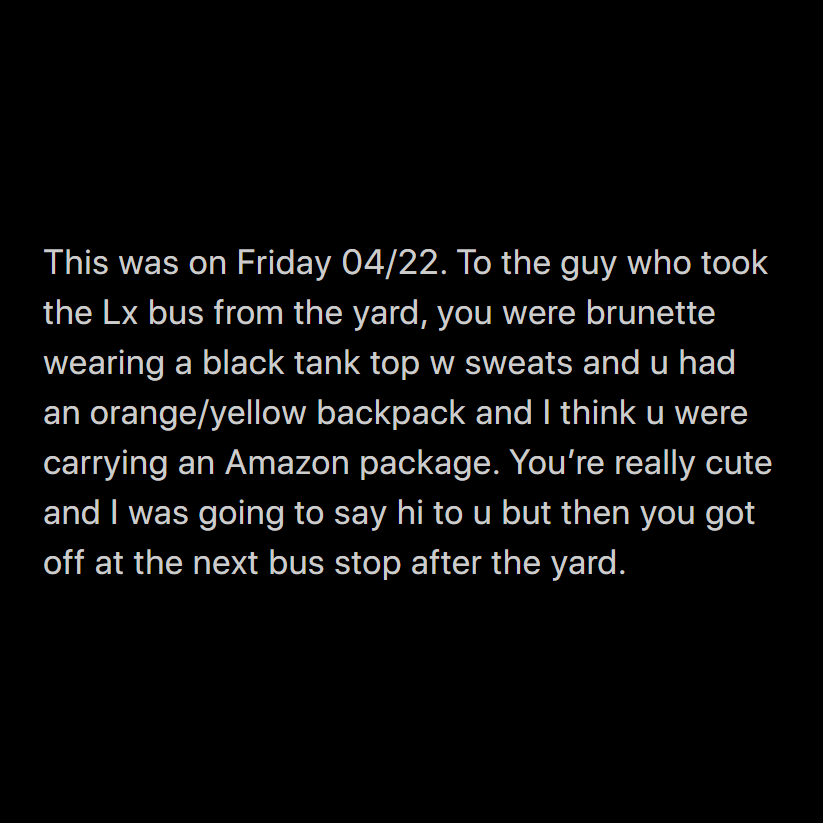 This was on Friday 04/22. To the guy who took
the Lx bus from the yard, you were brunette
wearing a black tank top w sweats and u had
an orange/yellow backpack and I think u were
carrying an Amazon package. You’re really cute
and I was going to say hi to u but then you got
off at the next bus stop after the yard.